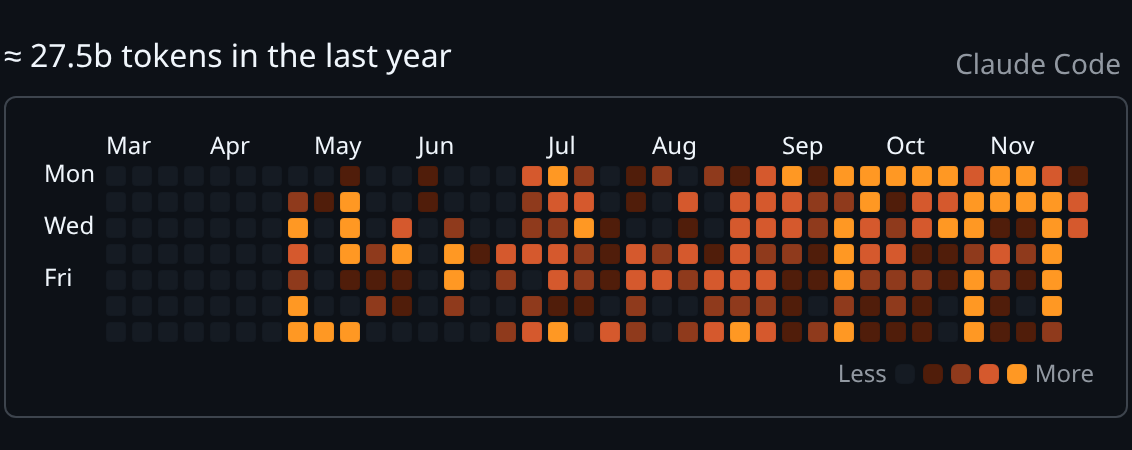 ≈ 27.5b tokens in the last year
Claude Code
Mar Apr May Jun Jul Aug Sep Oct Nov
Mon
Wed
Fri
Less More